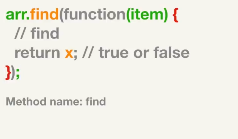 arr.find(function(item) {
// find
return x; // true or false
});
Method name: find